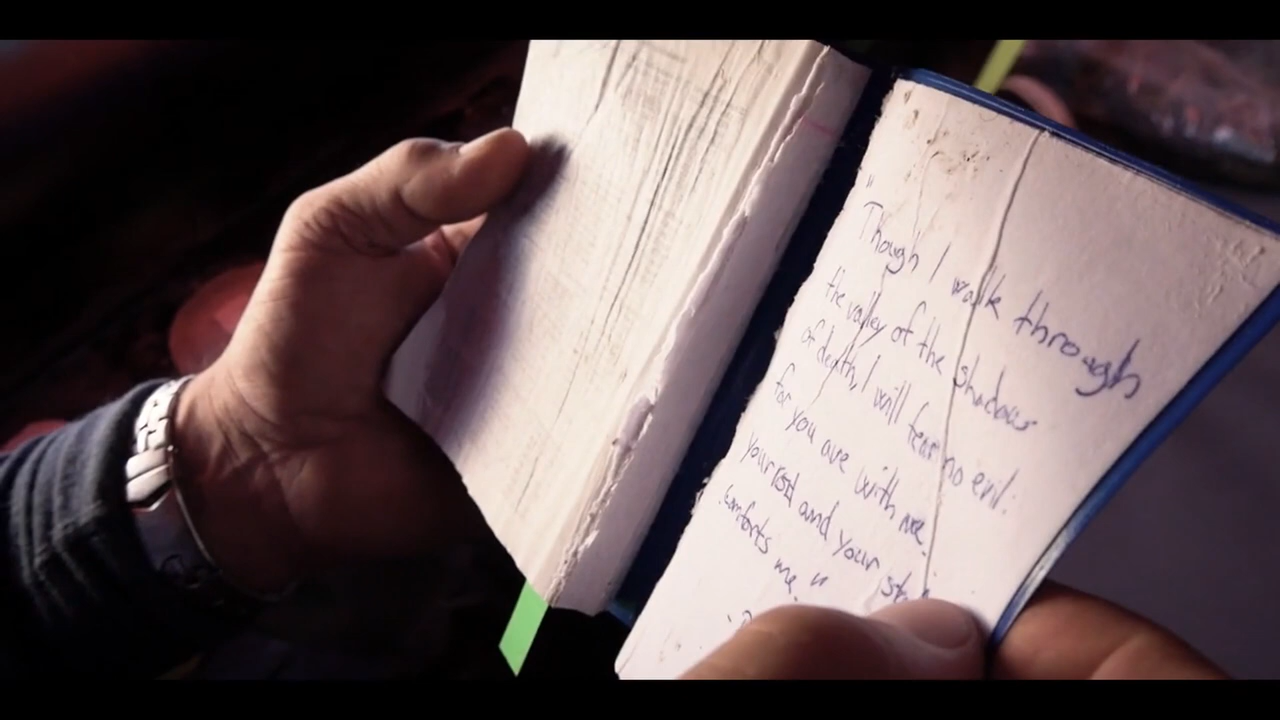 "Though I walk through
the valley of the shadow
of death, I will fear no evil:
for you are with me.
your rod and your
comforts me."